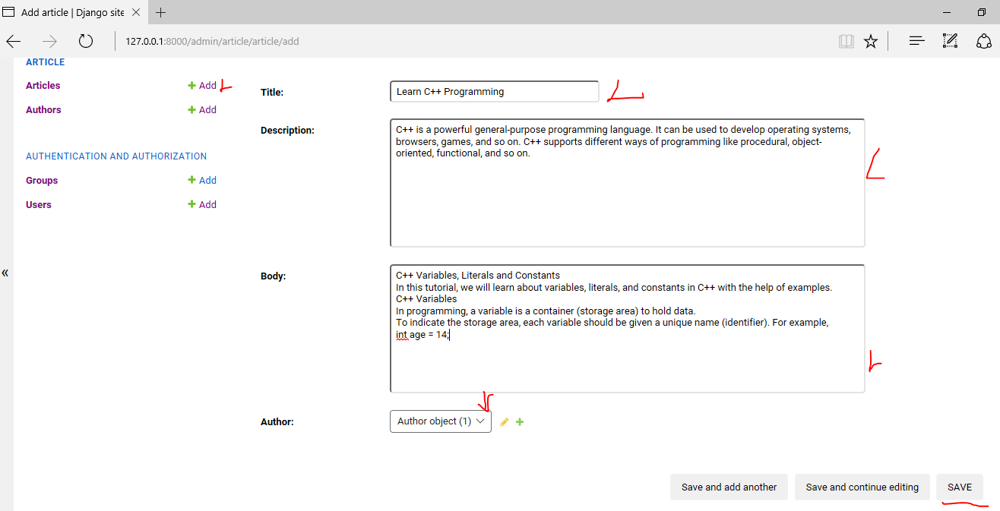 Add article | Django site
127.0.0.1:8000/admin/article/article/add
ARTICLE
Articles + Add
Authors + Add
AUTHENTICATION AND AUTHORIZATION
Groups + Add
Users + Add
«
Title: Learn C++ Programming
Description: C++ is a powerful general-purpose programming language. It can be used to develop operating systems,
browsers, games, and so on. C++ supports different ways of programming like procedural, object-
oriented, functional, and so on.
Body: C++ Variables, Literals and Constants
In this tutorial, we will learn about variables, literals, and constants in C++ with the help of examples.
C++ Variables
In programming, a variable is a container (storage area) to hold data.
To indicate the storage area, each variable should be given a unique name (identifier). For example,
int age = 14;
Author: Author object (1)
Save and add another Save and continue editing SAVE